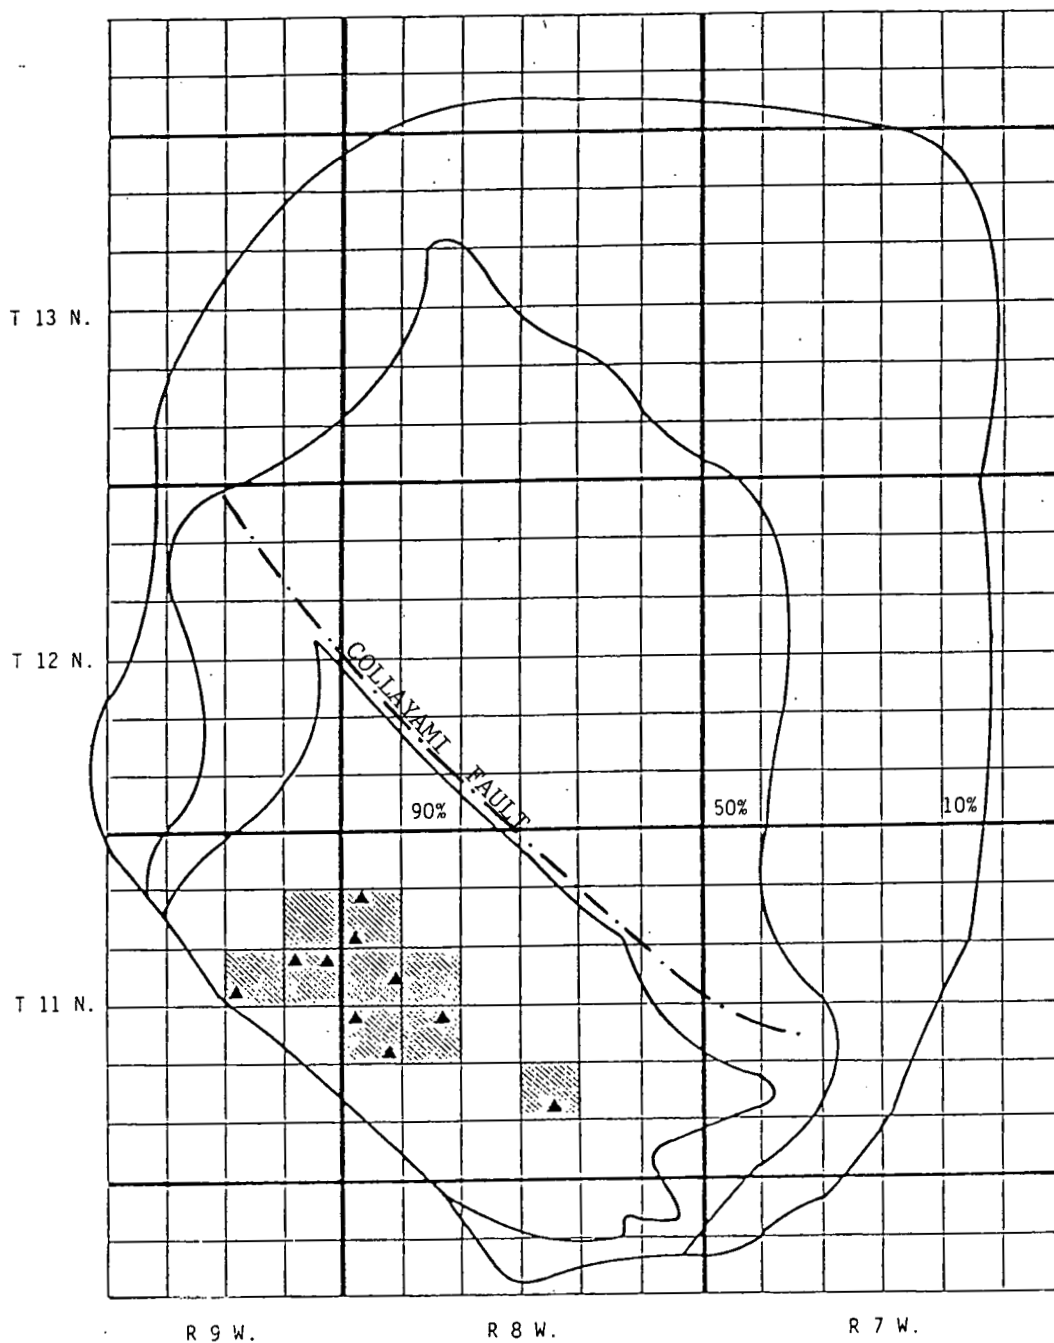 T 13 N.
T 12 N.
COLLAYAMI FAULT
90%
50%
10%
T 11 N.
R 9 W.
R 8 W.
R 7 W.